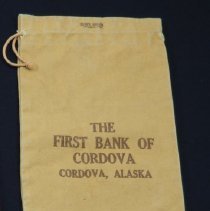 THE
FIRST BANK OF
CORDOVA
CORDOVA, ALASKA